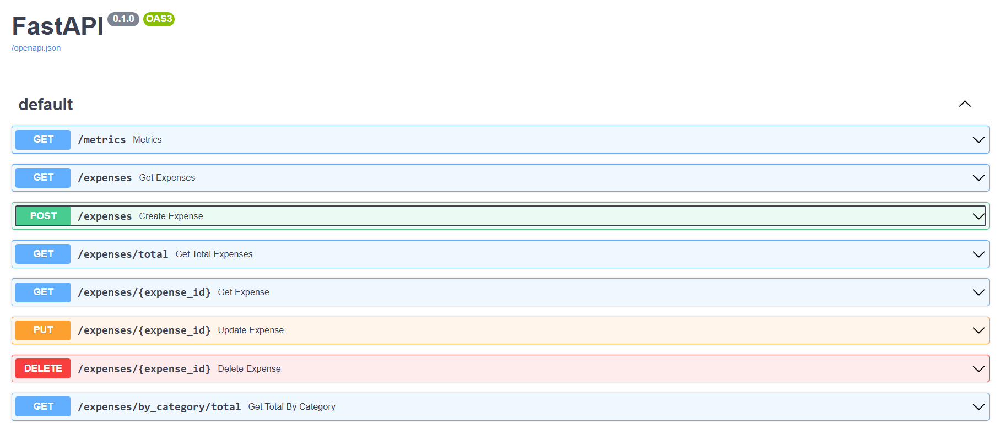 FastAPI 0.1.0 OAS3
/openapi.json
default
GET /metrics Metrics
GET /expenses Get Expenses
POST /expenses Create Expense
GET /expenses/total Get Total Expenses
GET /expenses/{expense_id} Get Expense
PUT /expenses/{expense_id} Update Expense
DELETE /expenses/{expense_id} Delete Expense
GET /expenses/by_category/total Get Total By Category